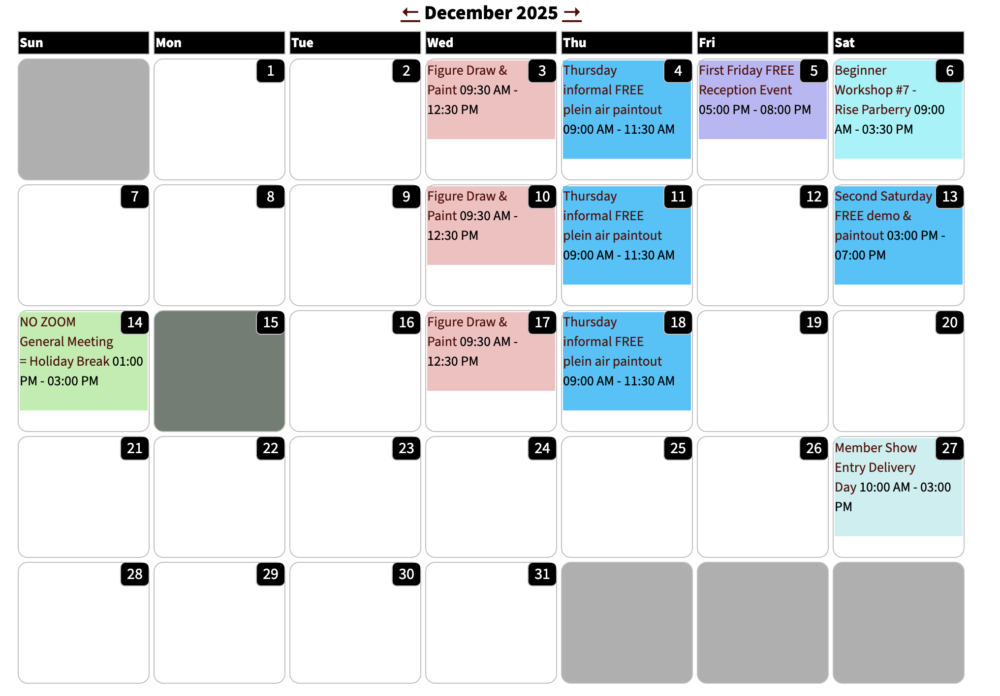 ← December 2025 →
Sun Mon Tue Wed Thu Fri Sat
1
2
Figure Draw & 3
Paint 09:30 AM -
12:30 PM
Thursday 4
informal FREE
plein air paintout
09:00 AM - 11:30 AM
First Friday FREE 5
Reception Event
05:00 PM - 08:00 PM
Beginner 6
Workshop #7 -
Rise Parberry 09:00
AM - 03:30 PM
7
8
9
Figure Draw & 10
Paint 09:30 AM -
12:30 PM
Thursday 11
informal FREE
plein air paintout
09:00 AM - 11:30 AM
12
Second Saturday 13
FREE demo &
paintout 03:00 PM -
07:00 PM
NO ZOOM 14
General Meeting
= Holiday Break 01:00
PM - 03:00 PM
15
16
Figure Draw & 17
Paint 09:30 AM -
12:30 PM
Thursday 18
informal FREE
plein air paintout
09:00 AM - 11:30 AM
19
20
21
22
23
24
25
26
Member Show 27
Entry Delivery
Day 10:00 AM - 03:00
PM
28
29
30
31